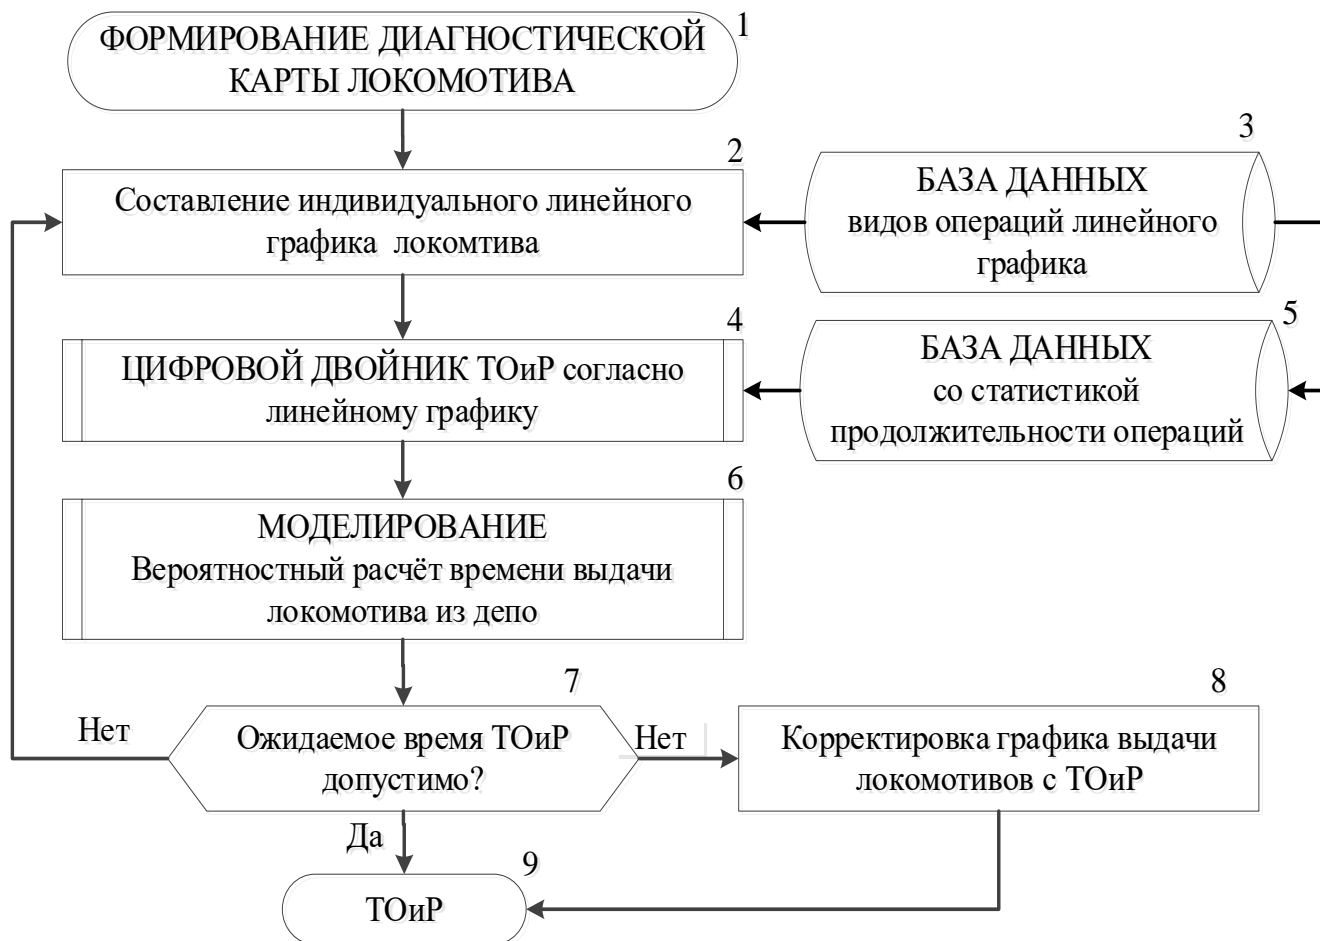 1
ФОРМИРОВАНИЕ ДИАГНОСТИЧЕСКОЙ
КАРТЫ ЛОКОМОТИВА
2
Составление индивидуального линейного
графика локомтива
3
БАЗА ДАННЫХ
видов операций линейного
графика
4
ЦИФРОВОЙ ДВОЙНИК ТОиР согласно
линейному графику
5
БАЗА ДАННЫХ
со статистикой
продолжительности операций
6
МОДЕЛИРОВАНИЕ
Вероятностный расчёт времени выдачи
локомотива из депо
7
Нет
Ожидаемое время ТОиР
допустимо?
Нет
8
Корректировка графика выдачи
локомотивов с ТОиР
Да
9
ТОиР